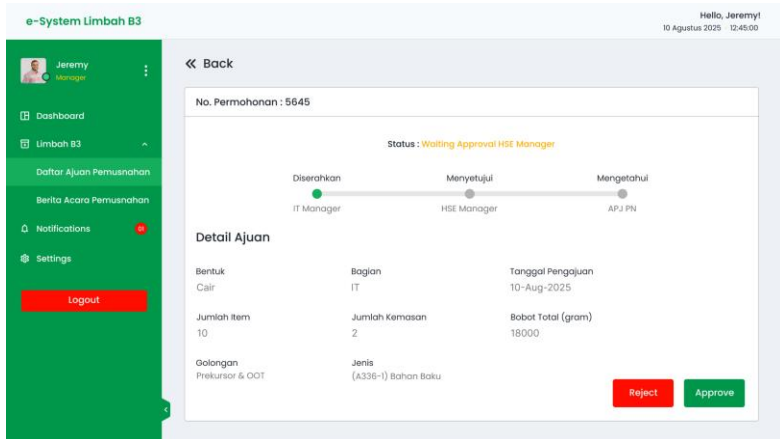 e-System Limbah B3
Hello, Jeremy!
10 Agustus 2025 12:45:00
Jeremy
Manager
Dashboard
Limbah B3
Daftar Ajuan Pemusnahan
Berita Acara Pemusnahan
Notifications 01
Settings
Logout
Back
No. Permohonan : 5645
Status : Waiting Approval HSE Manager
Diserahkan Menyetujui Mengetahui
IT Manager HSE Manager APJ PN
Detail Ajuan
Bentuk Bagian Tanggal Pengajuan
Cair IT 10-Aug-2025
Jumlah Item Jumlah Kemasan Bobot Total (gram)
10 2 18000
Golongan Jenis
Prekursor & OOT (A336-1) Bahan Baku
Reject Approve